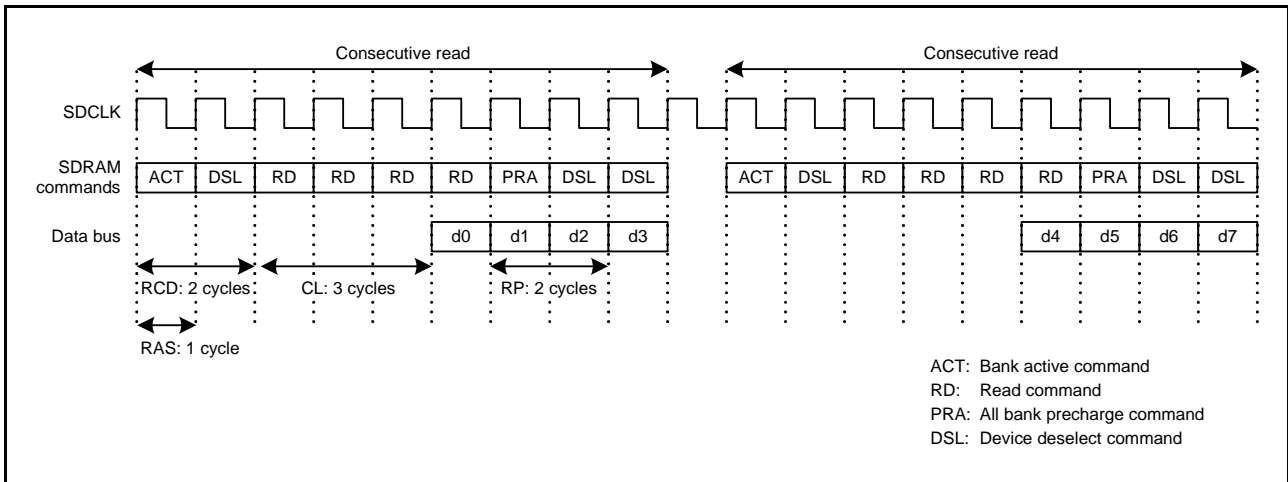 Consecutive read Consecutive read
SDCLK
SDRAM commands ACT DSL RD RD RD RD PRA DSL DSL ACT DSL RD RD RD RD PRA DSL DSL
Data bus d0 d1 d2 d3 d4 d5 d6 d7
RCD: 2 cycles CL: 3 cycles RP: 2 cycles
RAS: 1 cycle
ACT: Bank active command
RD: Read command
PRA: All bank precharge command
DSL: Device deselect command